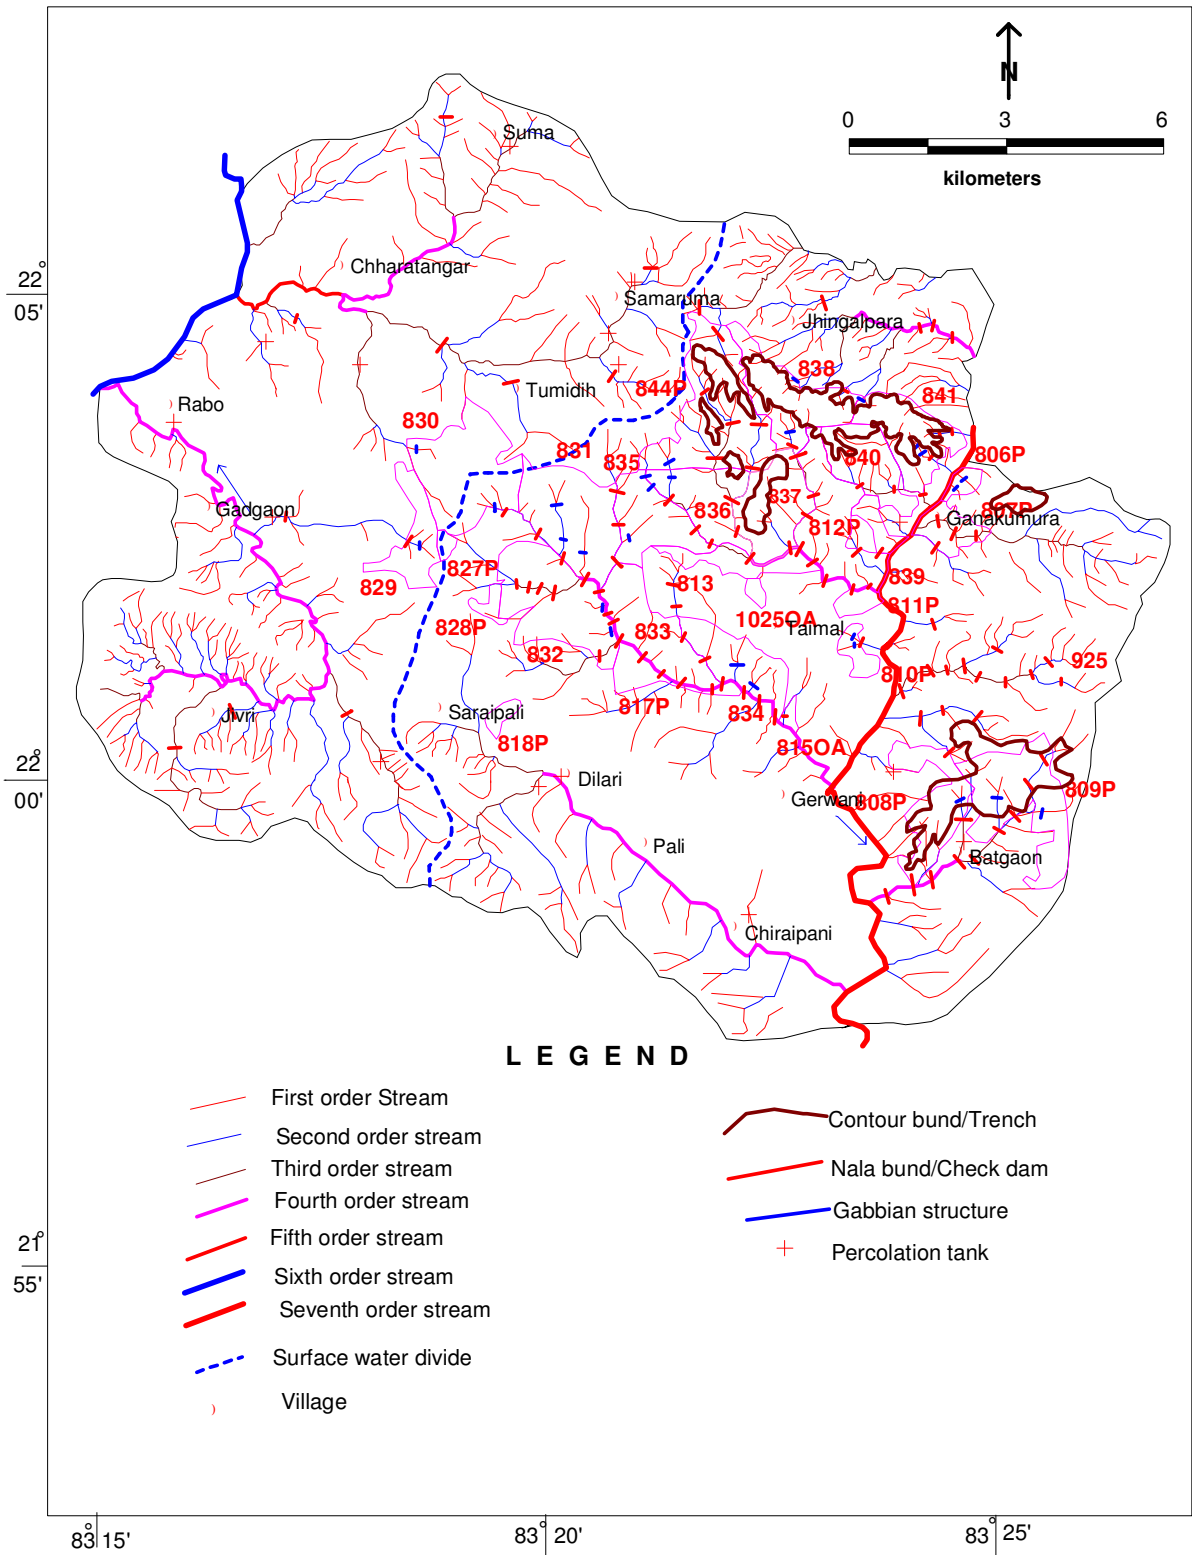 N
0 3 6
kilometers
Suma
Chharatangar
22°
05'
Samaruma
Jhingalpara
838
844P
Tumidih
841
Rabo
830
831
835
840
806P
837
836
807P
Gadgaon
812P
Ganakumura
827P
829
813
839
811P
828P
833
1025OA
Taimal
832
810P
925
817P
834
Jivri
Saraipali
818P
815OA
22°
00'
Dilari
Gerwani
808P
809P
Pali
Batgaon
Chiraipani
LEGEND
First order Stream
Second order stream
Third order stream
Fourth order stream
Fifth order stream
Sixth order stream
Seventh order stream
Surface water divide
Village
Contour bund/Trench
Nala bund/Check dam
Gabbian structure
Percolation tank
21°
55'
83°15' 83°20' 83°25'